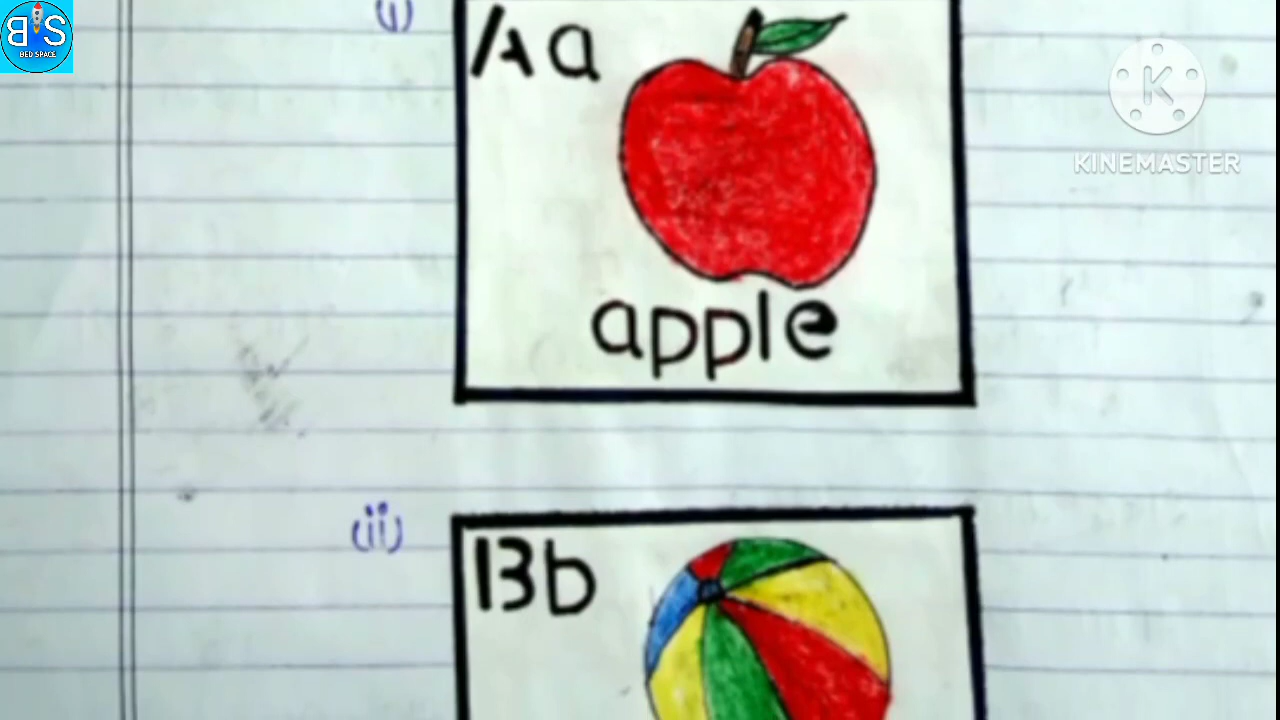 BS
BED SPACE
(i)
Aa
K
KINEMASTER
apple
(ii)
Bb